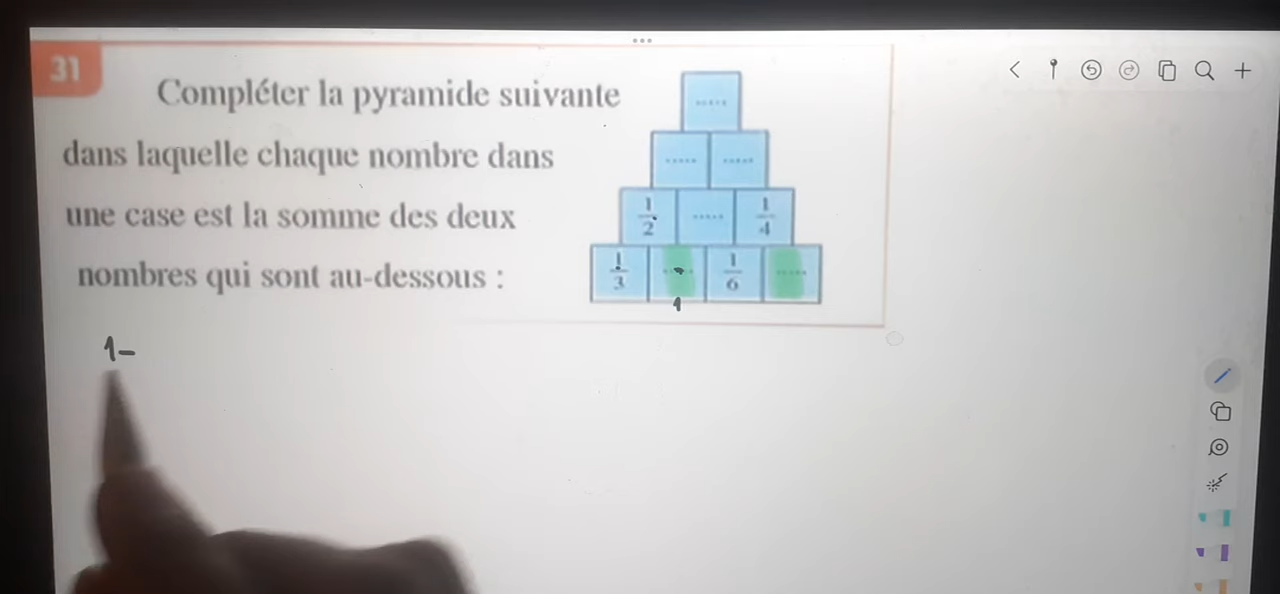 31
Compléter la pyramide suivante
dans laquelle chaque nombre dans
une case est la somme des deux
nombres qui sont au-dessous :
.....
..... .....
1/2 ..... 1/4
1/3 ..... 1/6 .....
1
1-